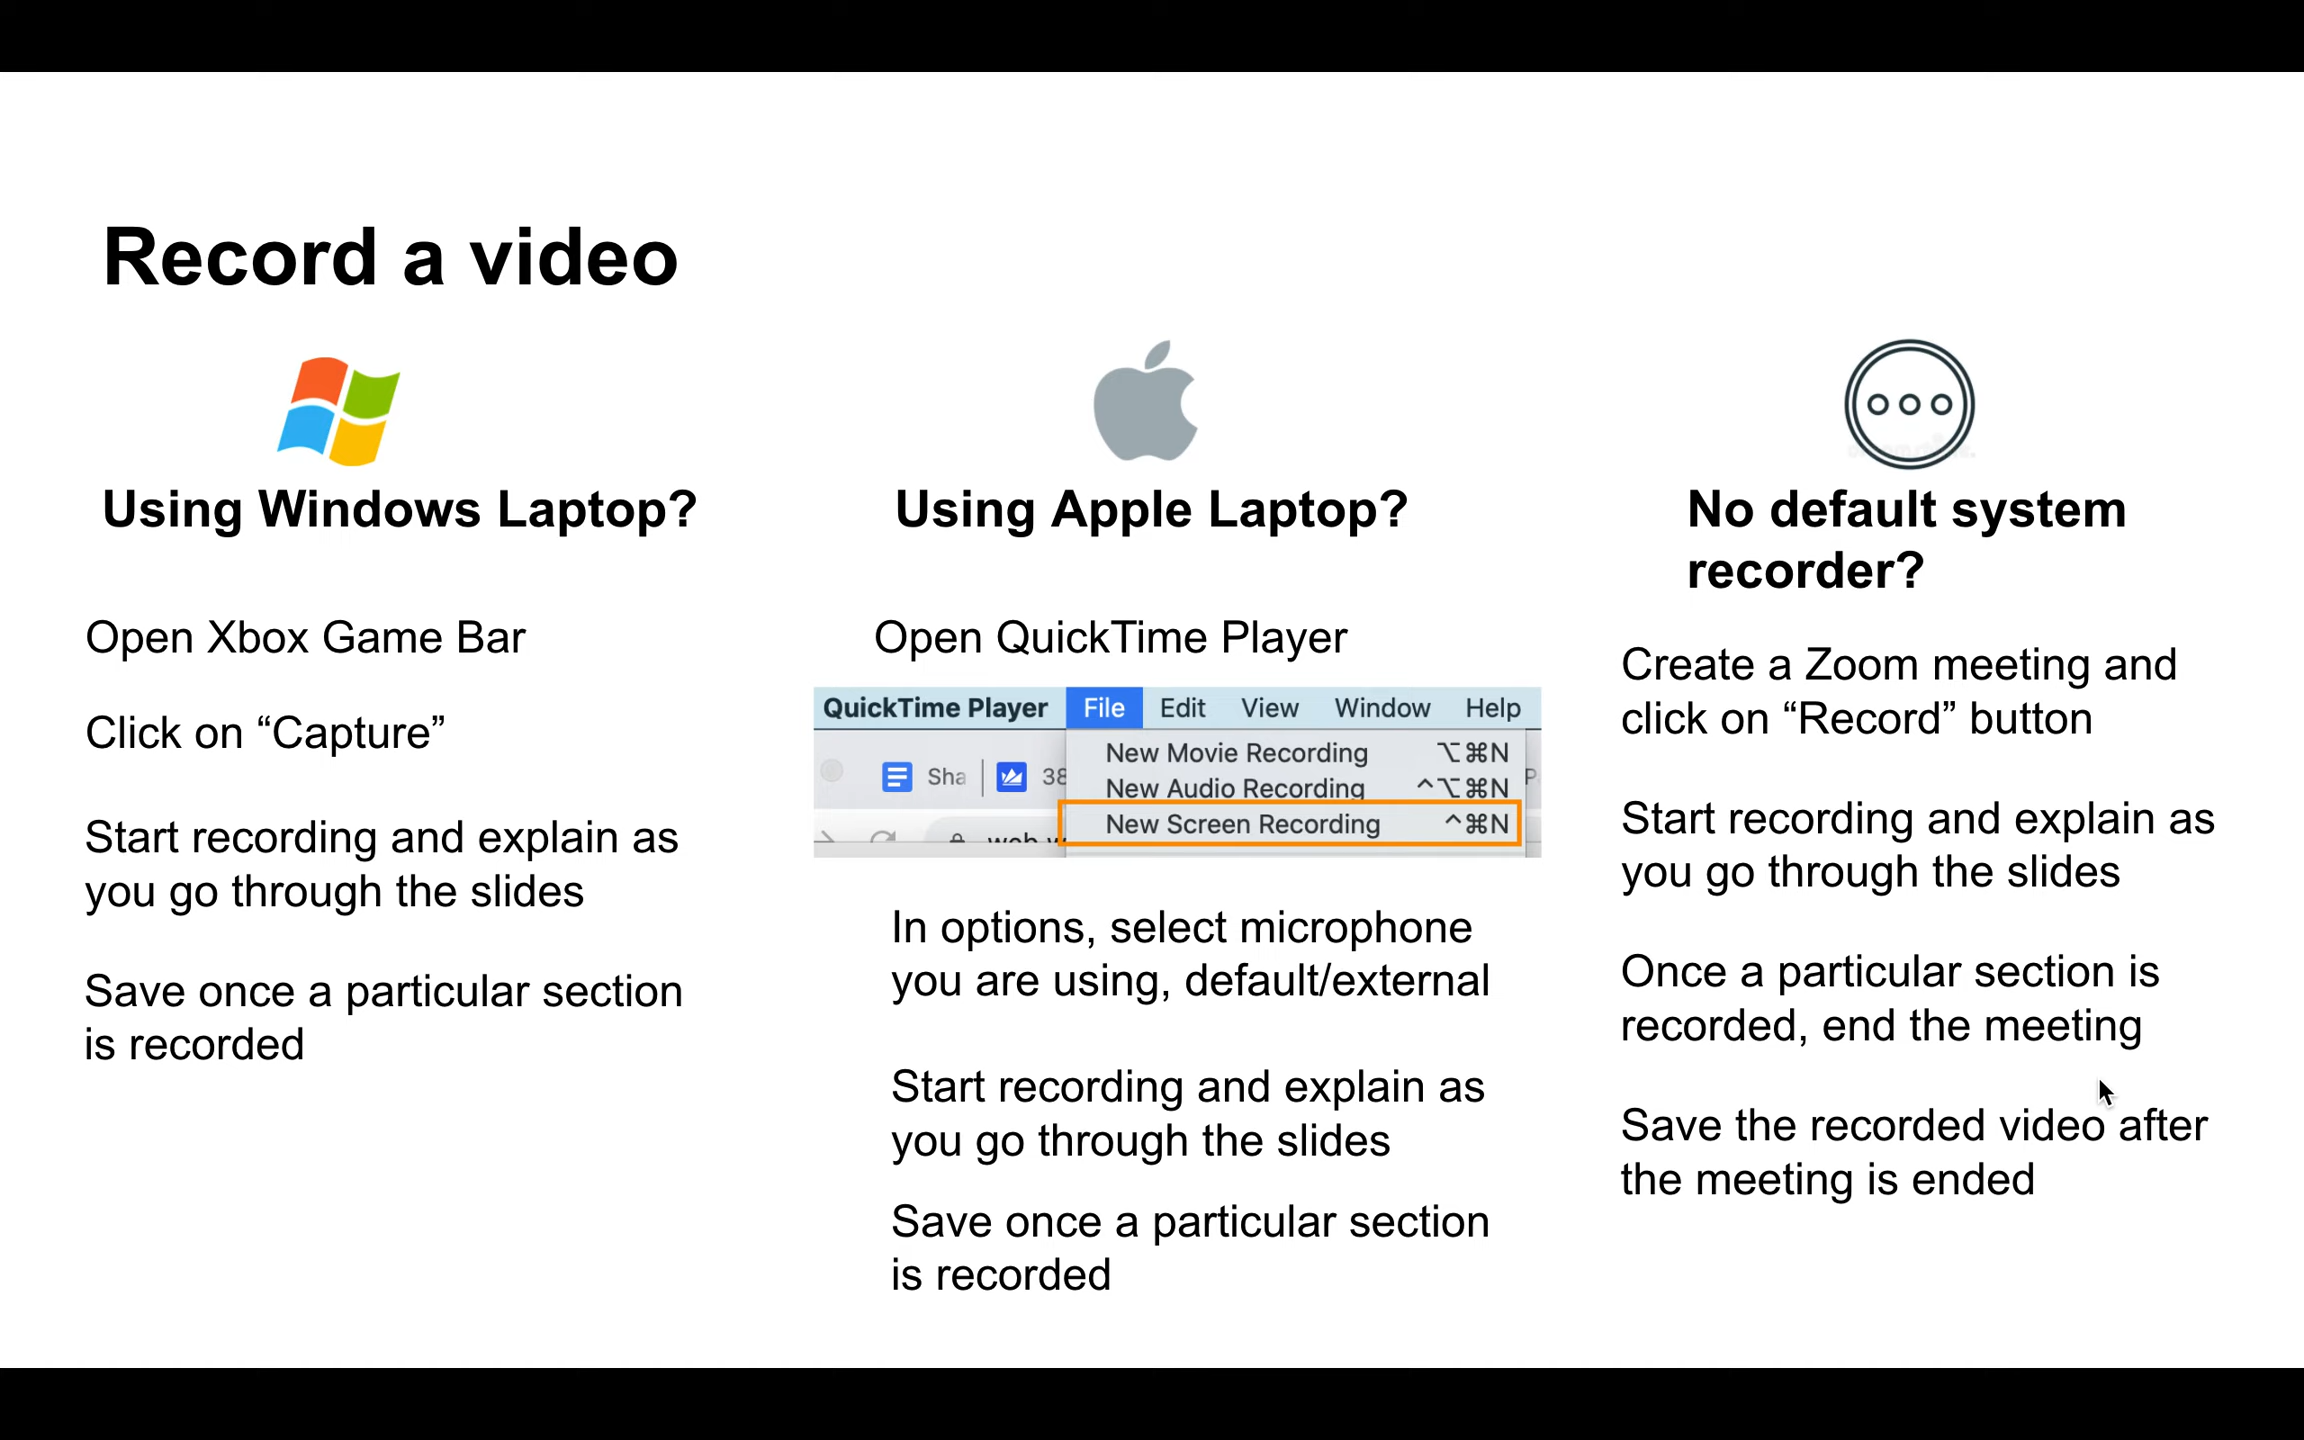 Record a video
Using Windows Laptop?
Open Xbox Game Bar
Click on “Capture”
Start recording and explain as
you go through the slides
Save once a particular section
is recorded
Using Apple Laptop?
Open QuickTime Player
QuickTime Player File Edit View Window Help
New Movie Recording ⌥⌘N
Sha 38
New Audio Recording ^⌥⌘N
New Screen Recording ^⌘N
In options, select microphone
you are using, default/external
Start recording and explain as
you go through the slides
Save once a particular section
is recorded
No default system
recorder?
Create a Zoom meeting and
click on “Record” button
Start recording and explain as
you go through the slides
Once a particular section is
recorded, end the meeting
Save the recorded video after
the meeting is ended